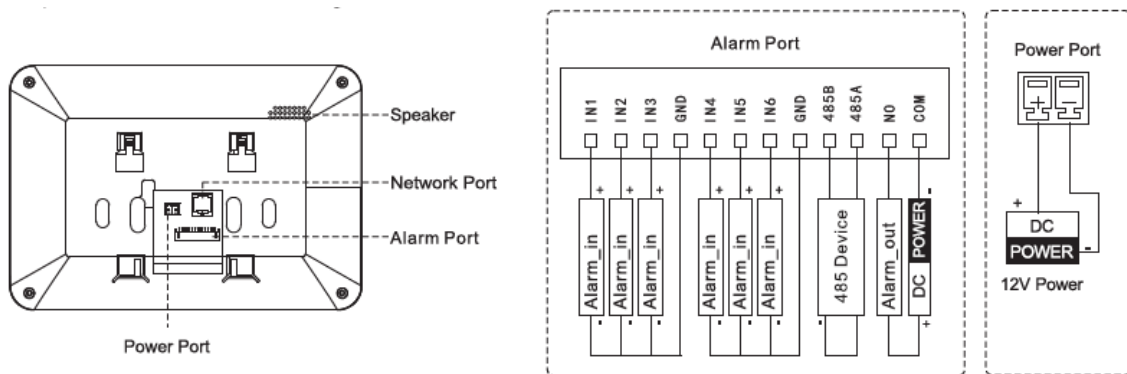 Speaker
Network Port
Alarm Port
Power Port
Alarm Port
IN1 IN2 IN3 GND IN4 IN5 IN6 GND 485B 485A NO COM
+ + + + + + -
Alarm_in Alarm_in Alarm_in Alarm_in Alarm_in Alarm_in 485 Device Alarm_out DC POWER
- - - - - - - +
Power Port
+ -
+
DC
POWER -
12V Power